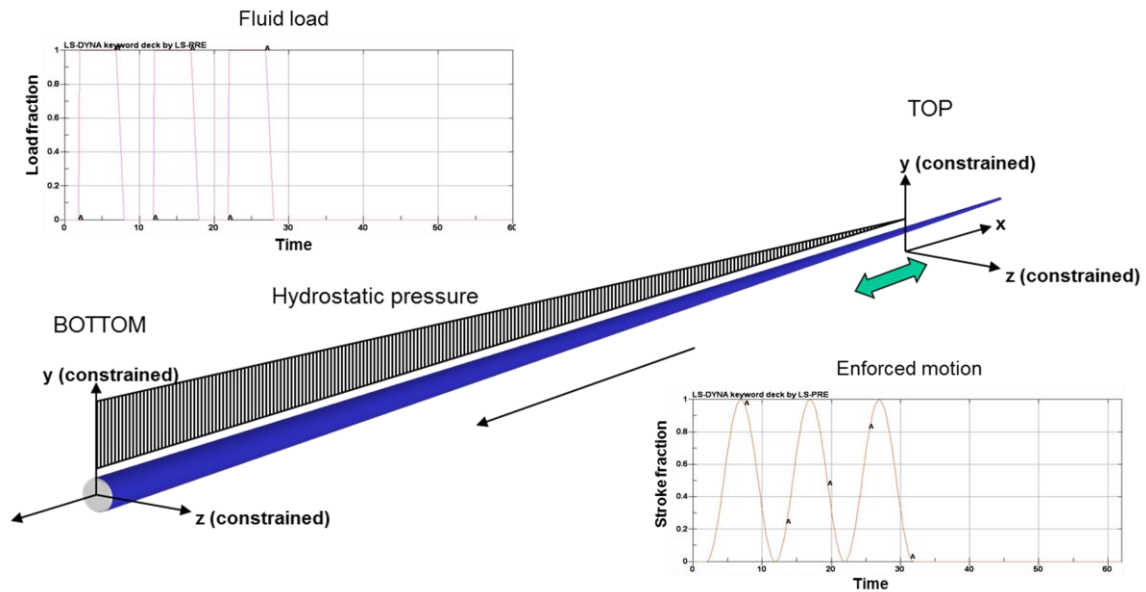 Fluid load
LS-DYNA keyword deck by LS-PRE
A A A
1
0.8
0.6
0.4
0.2
0
Load fraction
A A A
0 10 20 30 40 50 60
Time
TOP
y (constrained)
x
z (constrained)
Hydrostatic pressure
BOTTOM
y (constrained)
z (constrained)
Enforced motion
LS-DYNA keyword deck by LS-PRE
1
0.8
0.6
0.4
0.2
0
Stroke fraction
A
A
A
A
A
0 10 20 30 40 50 60
Time